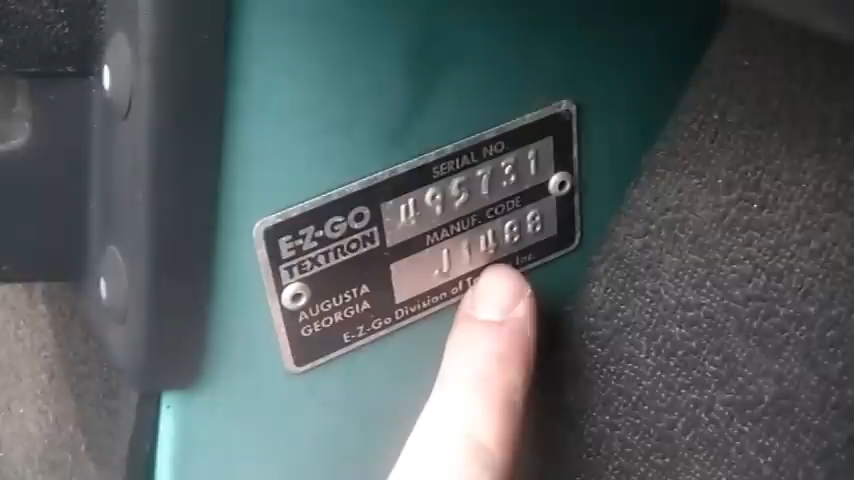 E-Z-GO
TEXTRON
AUGUSTA
GEORGIA
SERIAL NO.
495731
MANUF. CODE
J1488
E-Z-Go Division of Inc.